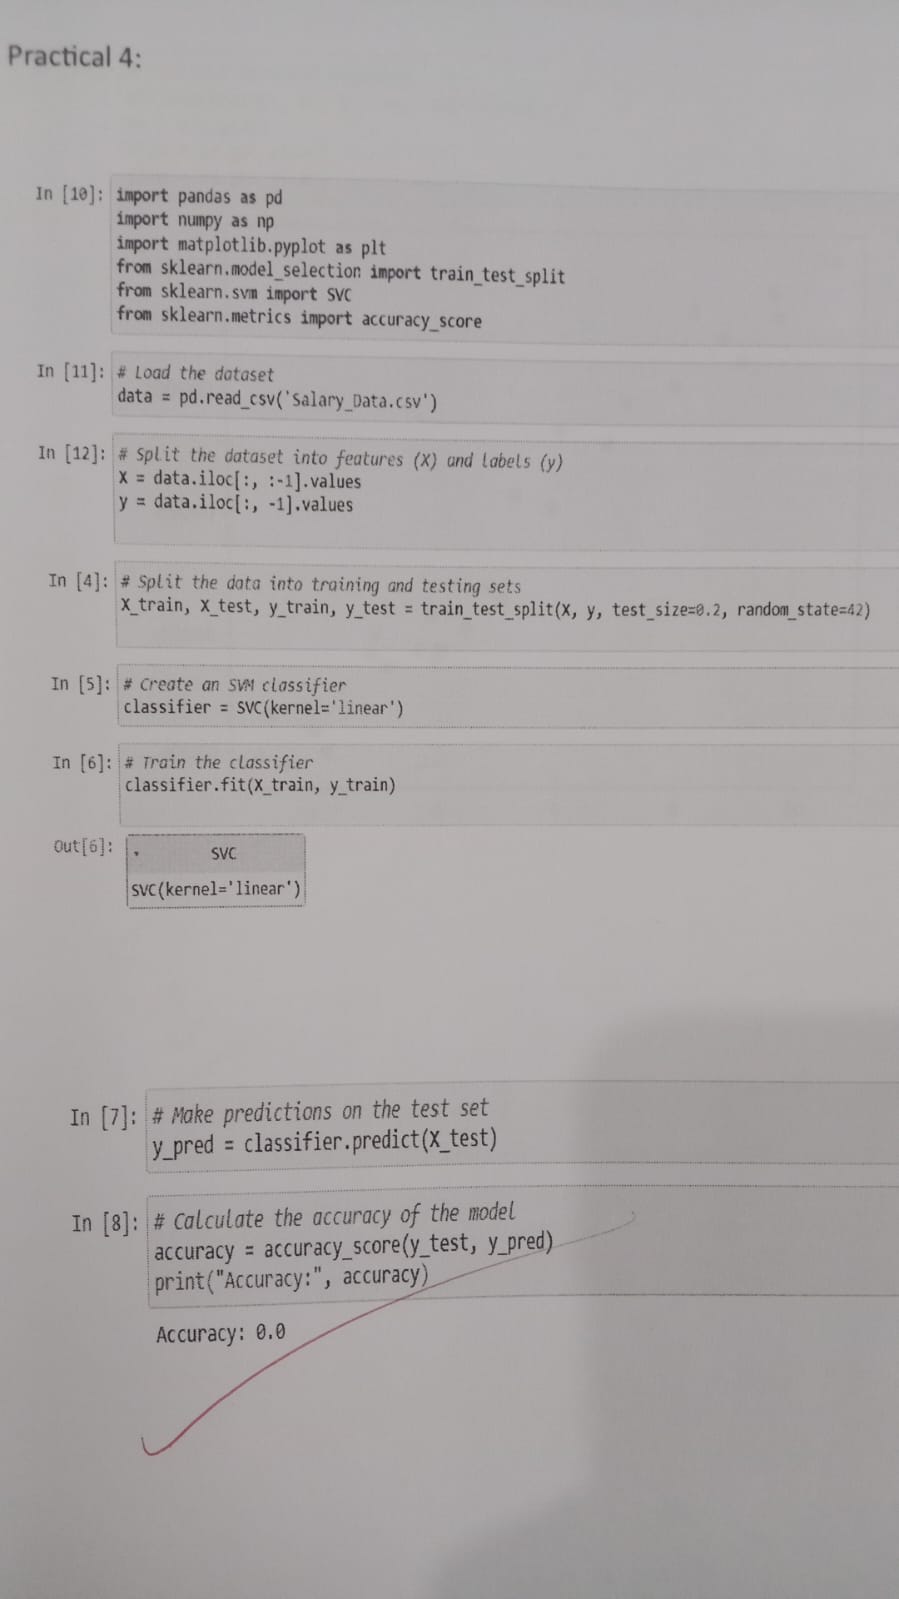 Practical 4:
In [10]: import pandas as pd
import numpy as np
import matplotlib.pyplot as plt
from sklearn.model_selection import train_test_split
from sklearn.svm import SVC
from sklearn.metrics import accuracy_score
In [11]: # Load the dataset
data = pd.read_csv('Salary_Data.csv')
In [12]: # Split the dataset into features (X) and labels (y)
X = data.iloc[:, :-1].values
y = data.iloc[:, -1].values
In [4]: # Split the data into training and testing sets
X_train, X_test, y_train, y_test = train_test_split(X, y, test_size=0.2, random_state=42)
In [5]: # Create an SVM classifier
classifier = SVC(kernel='linear')
In [6]: # Train the classifier
classifier.fit(X_train, y_train)
Out[6]: SVC
SVC(kernel='linear')
In [7]: # Make predictions on the test set
y_pred = classifier.predict(X_test)
In [8]: # Calculate the accuracy of the model
accuracy = accuracy_score(y_test, y_pred)
print("Accuracy:", accuracy)
Accuracy: 0.0